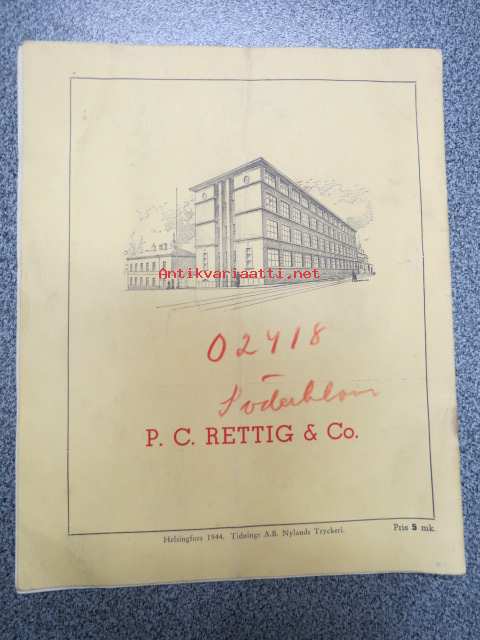 Antikvariaatti.net
02418
Söderblom
P. C. RETTIG & Co.
Helsingfors 1944. Tidnings A.B. Nylands Tryckeri.
Pris 5 mk.